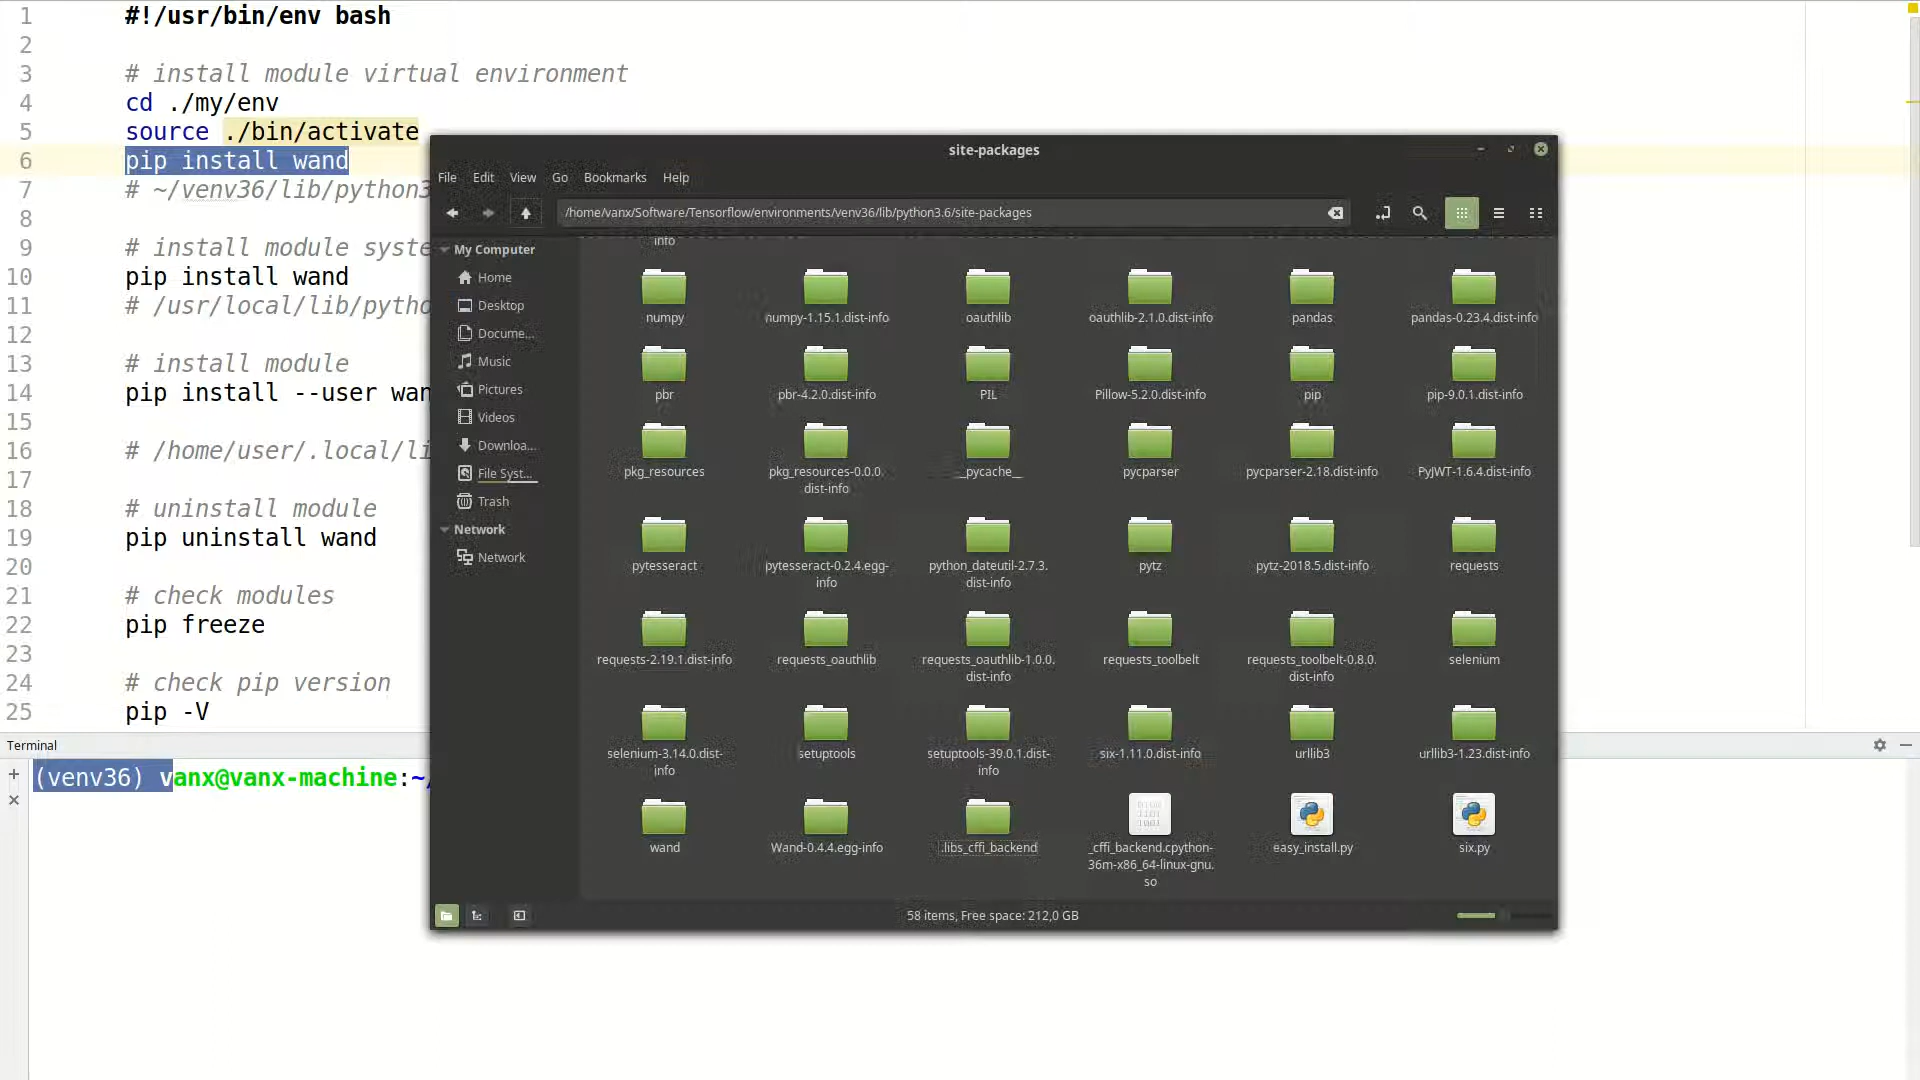 1 #!/usr/bin/env bash
2
3 # install module virtual environment
4 cd ./my/env
5 source ./bin/activate
6 pip install wand
7 # ~/venv36/lib/python3
8
9 # install module syste
10 pip install wand
11 # /usr/local/lib/pytho
12
13 # install module
14 pip install --user wan
15
16 # /home/user/.local/li
17
18 # uninstall module
19 pip uninstall wand
20
21 # check modules
22 pip freeze
23
24 # check pip version
25 pip -V
Terminal
(venv36) vanx@vanx-machine:~/
site-packages
File Edit View Go Bookmarks Help
/home/vanx/Software/Tensorflow/environments/venv36/lib/python3.6/site-packages
My Computer
Home
Desktop
Docume...
Music
Pictures
Videos
Downloa...
File Syst...
Trash
Network
Network
info
numpy numpy-1.15.1.dist-info oauthlib oauthlib-2.1.0.dist-info pandas pandas-0.23.4.dist-info
pbr pbr-4.2.0.dist-info PIL Pillow-5.2.0.dist-info pip pip-9.0.1.dist-info
pkg_resources pkg_resources-0.0.0. __pycache__ pycparser pycparser-2.18.dist-info PyJWT-1.6.4.dist-info
dist-info
pytesseract pytesseract-0.2.4.egg- python_dateutil-2.7.3. pytz pytz-2018.5.dist-info requests
info dist-info
requests-2.19.1.dist-info requests_oauthlib requests_oauthlib-1.0.0. requests_toolbelt requests_toolbelt-0.8.0. selenium
dist-info dist-info
selenium-3.14.0.dist- setuptools setuptools-39.0.1.dist- six-1.11.0.dist-info urllib3 urllib3-1.23.dist-info
info info
wand Wand-0.4.4.egg-info .libs_cffi_backend _cffi_backend.cpython- easy_install.py six.py
36m-x86_64-linux-gnu.
so
58 items, Free space: 212,0 GB